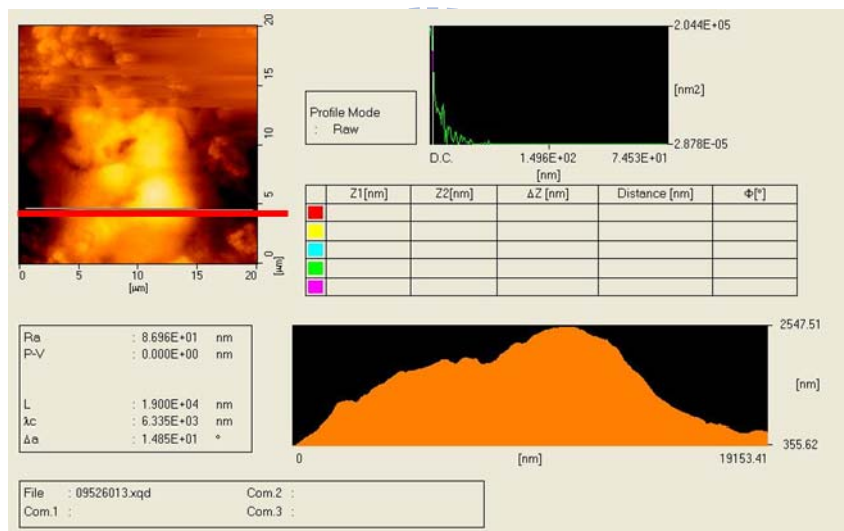 20
15
10
5
0
[µm]
0 5 10 15 20
[µm]
Profile Mode
: Raw
2.044E+05
[nm2]
2.878E-05
D.C. 1.496E+02 7.453E+01
[nm]
Z1[nm] Z2[nm] ΔZ [nm] Distance [nm] Φ[°]
Ra : 8.696E+01 nm
P-V : 0.000E+00 nm
L : 1.900E+04 nm
λc : 6.335E+03 nm
Δa : 1.485E+01 °
2547.51
[nm]
355.62
0 [nm] 19153.41
File : 09526013.xqd Com.2 :
Com.1 : Com.3 :